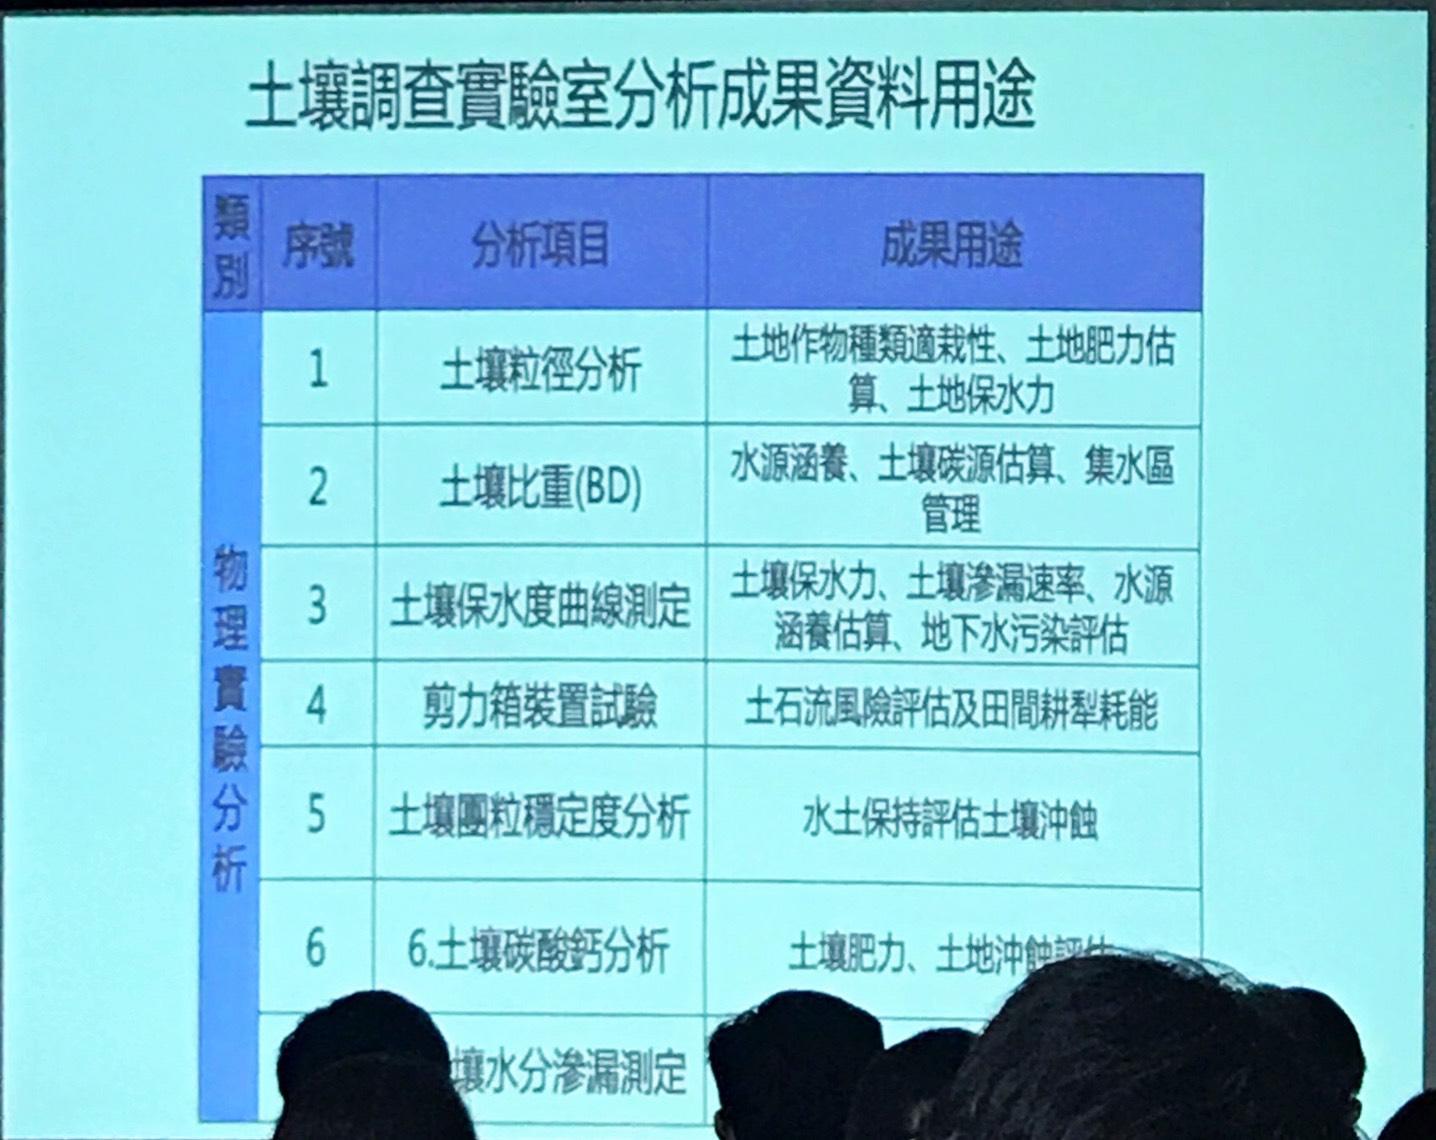 土壤調查實驗室分析成果資料用途
類別 序號 分析項目 成果用途
物理實驗分析
1 土壤粒徑分析 土地作物種類適栽性、土地肥力估
算、土地保水力
2 土壤比重(BD) 水源涵養、土壤碳源估算、集水區
管理
3 土壤保水度曲線測定 土壤保水力、土壤滲漏速率、水源
涵養估算、地下水污染評估
4 剪力箱裝置試驗 土石流風險評估及田間耕犁耗能
5 土壤團粒穩定度分析 水土保持評估土壤沖蝕
6 6.土壤碳酸鈣分析 土壤肥力、土地沖蝕評估
壤水分滲漏測定